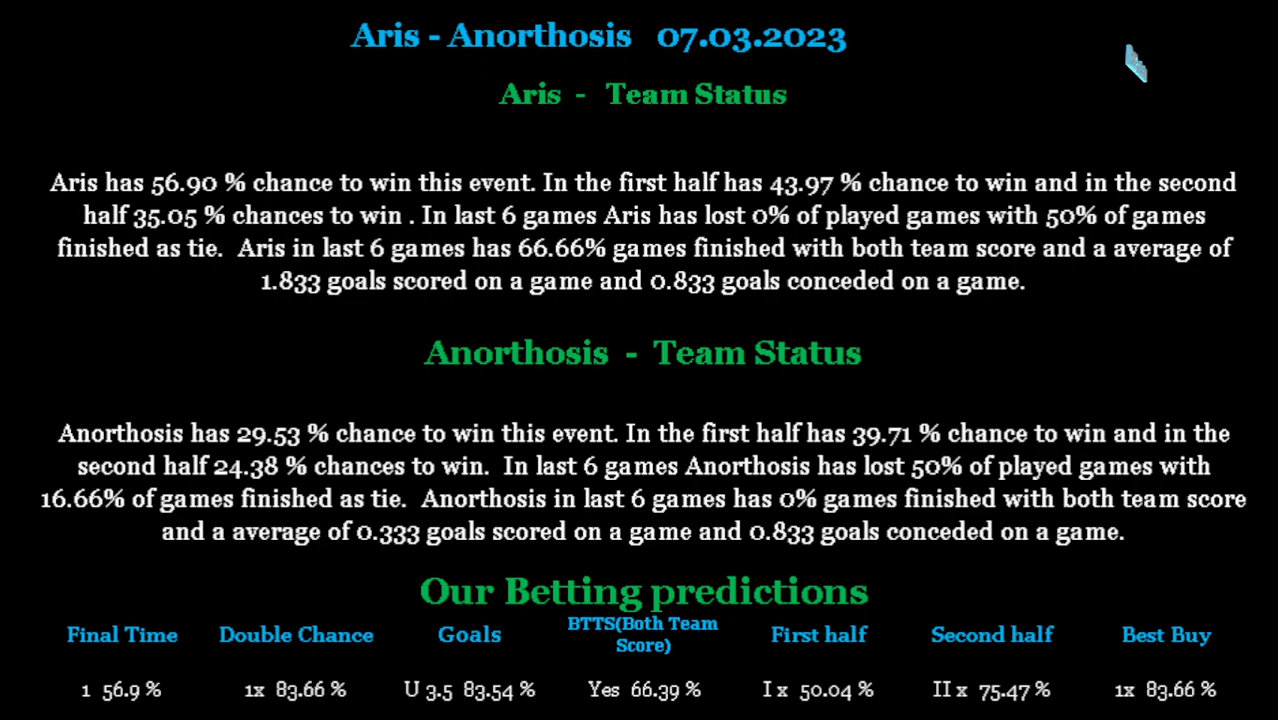 Aris - Anorthosis 07.03.2023
Aris - Team Status
Aris has 56.90 % chance to win this event. In the first half has 43.97 % chance to win and in the second
half 35.05 % chances to win . In last 6 games Aris has lost 0% of played games with 50% of games
finished as tie. Aris in last 6 games has 66.66% games finished with both team score and a average of
1.833 goals scored on a game and 0.833 goals conceded on a game.
Anorthosis - Team Status
Anorthosis has 29.53 % chance to win this event. In the first half has 39.71 % chance to win and in the
second half 24.38 % chances to win. In last 6 games Anorthosis has lost 50% of played games with
16.66% of games finished as tie. Anorthosis in last 6 games has 0% games finished with both team score
and a average of 0.333 goals scored on a game and 0.833 goals conceded on a game.
Our Betting predictions
Final Time Double Chance Goals BTTS(Both Team Score) First half Second half Best Buy
1 56.9 % 1x 83.66 % U 3.5 83.54 % Yes 66.39 % I x 50.04 % II x 75.47 % 1x 83.66 %